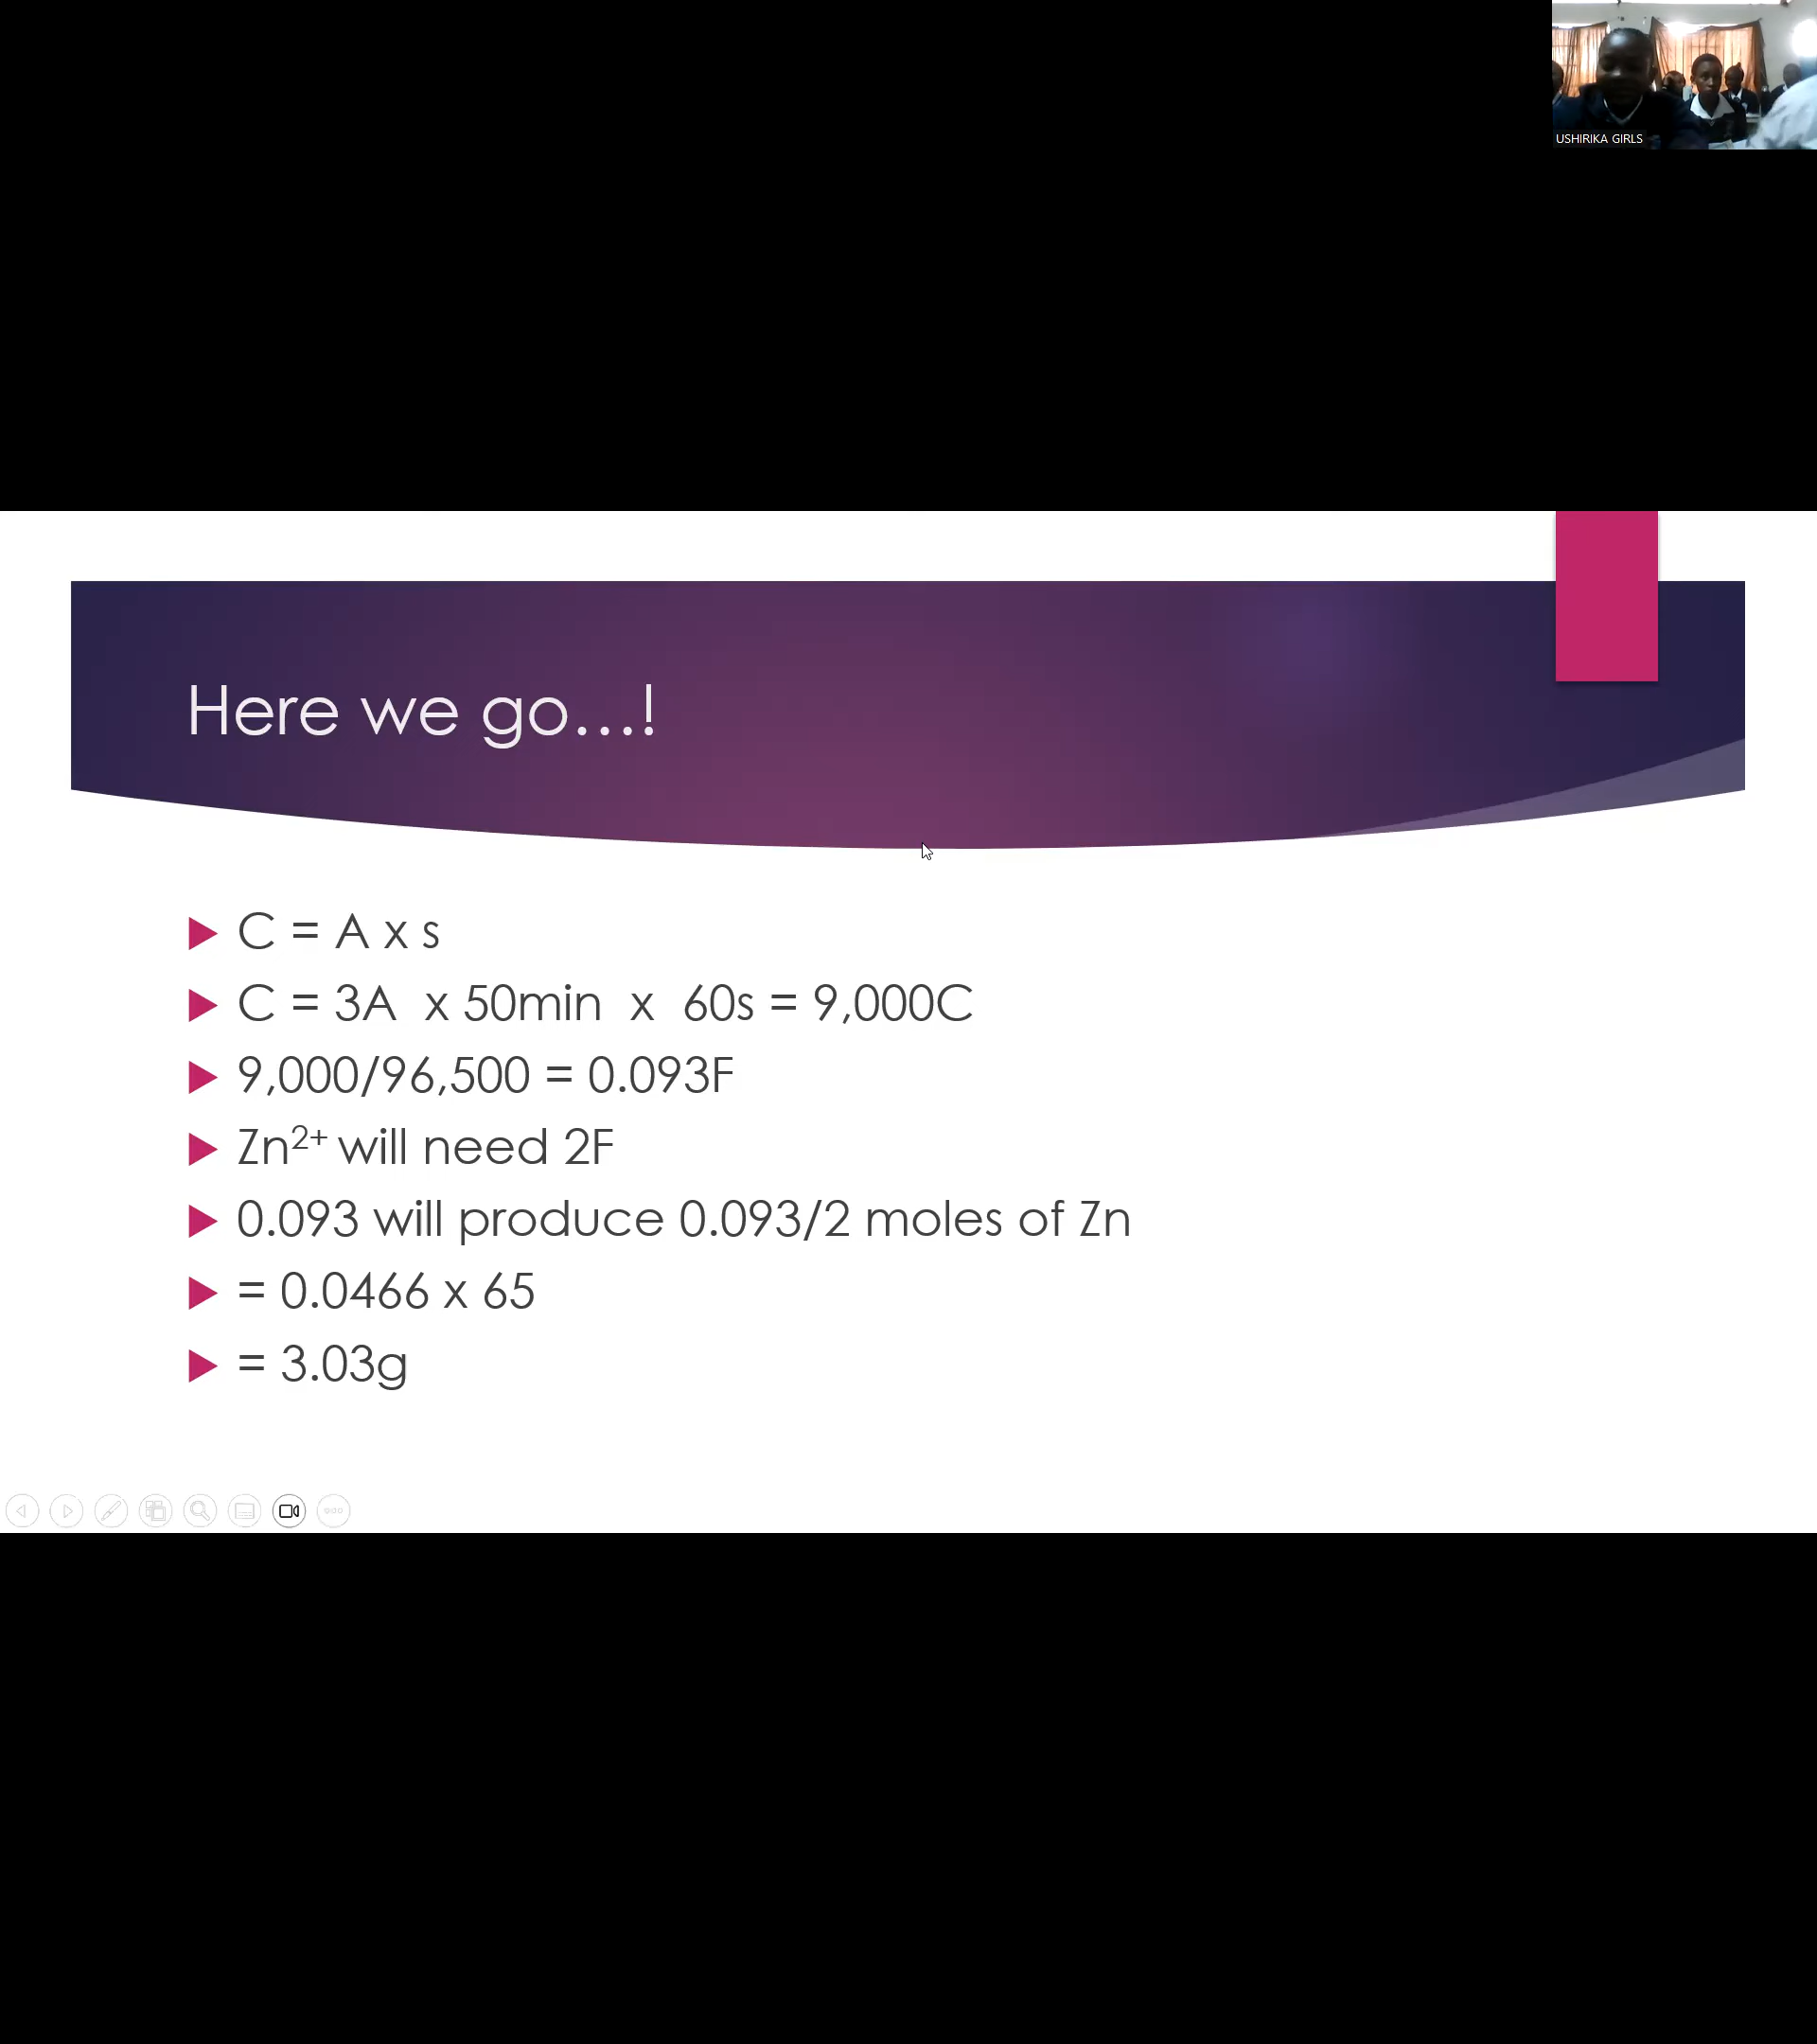 USHIRIKA GIRLS
Here we go...!
C = A x s
C = 3A x 50min x 60s = 9,000C
9,000/96,500 = 0.093F
Zn²⁺ will need 2F
0.093 will produce 0.093/2 moles of Zn
= 0.0466 x 65
= 3.03g